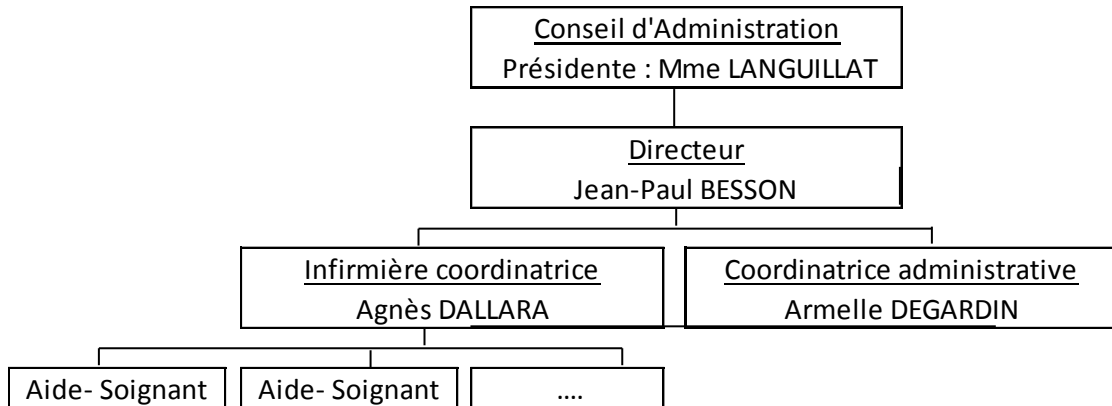 Conseil d'Administration
Présidente : Mme LANGUILLAT
Directeur
Jean-Paul BESSON
Infirmière coordinatrice
Agnès DALLARA
Coordinatrice administrative
Armelle DEGARDIN
Aide- Soignant
Aide- Soignant
....